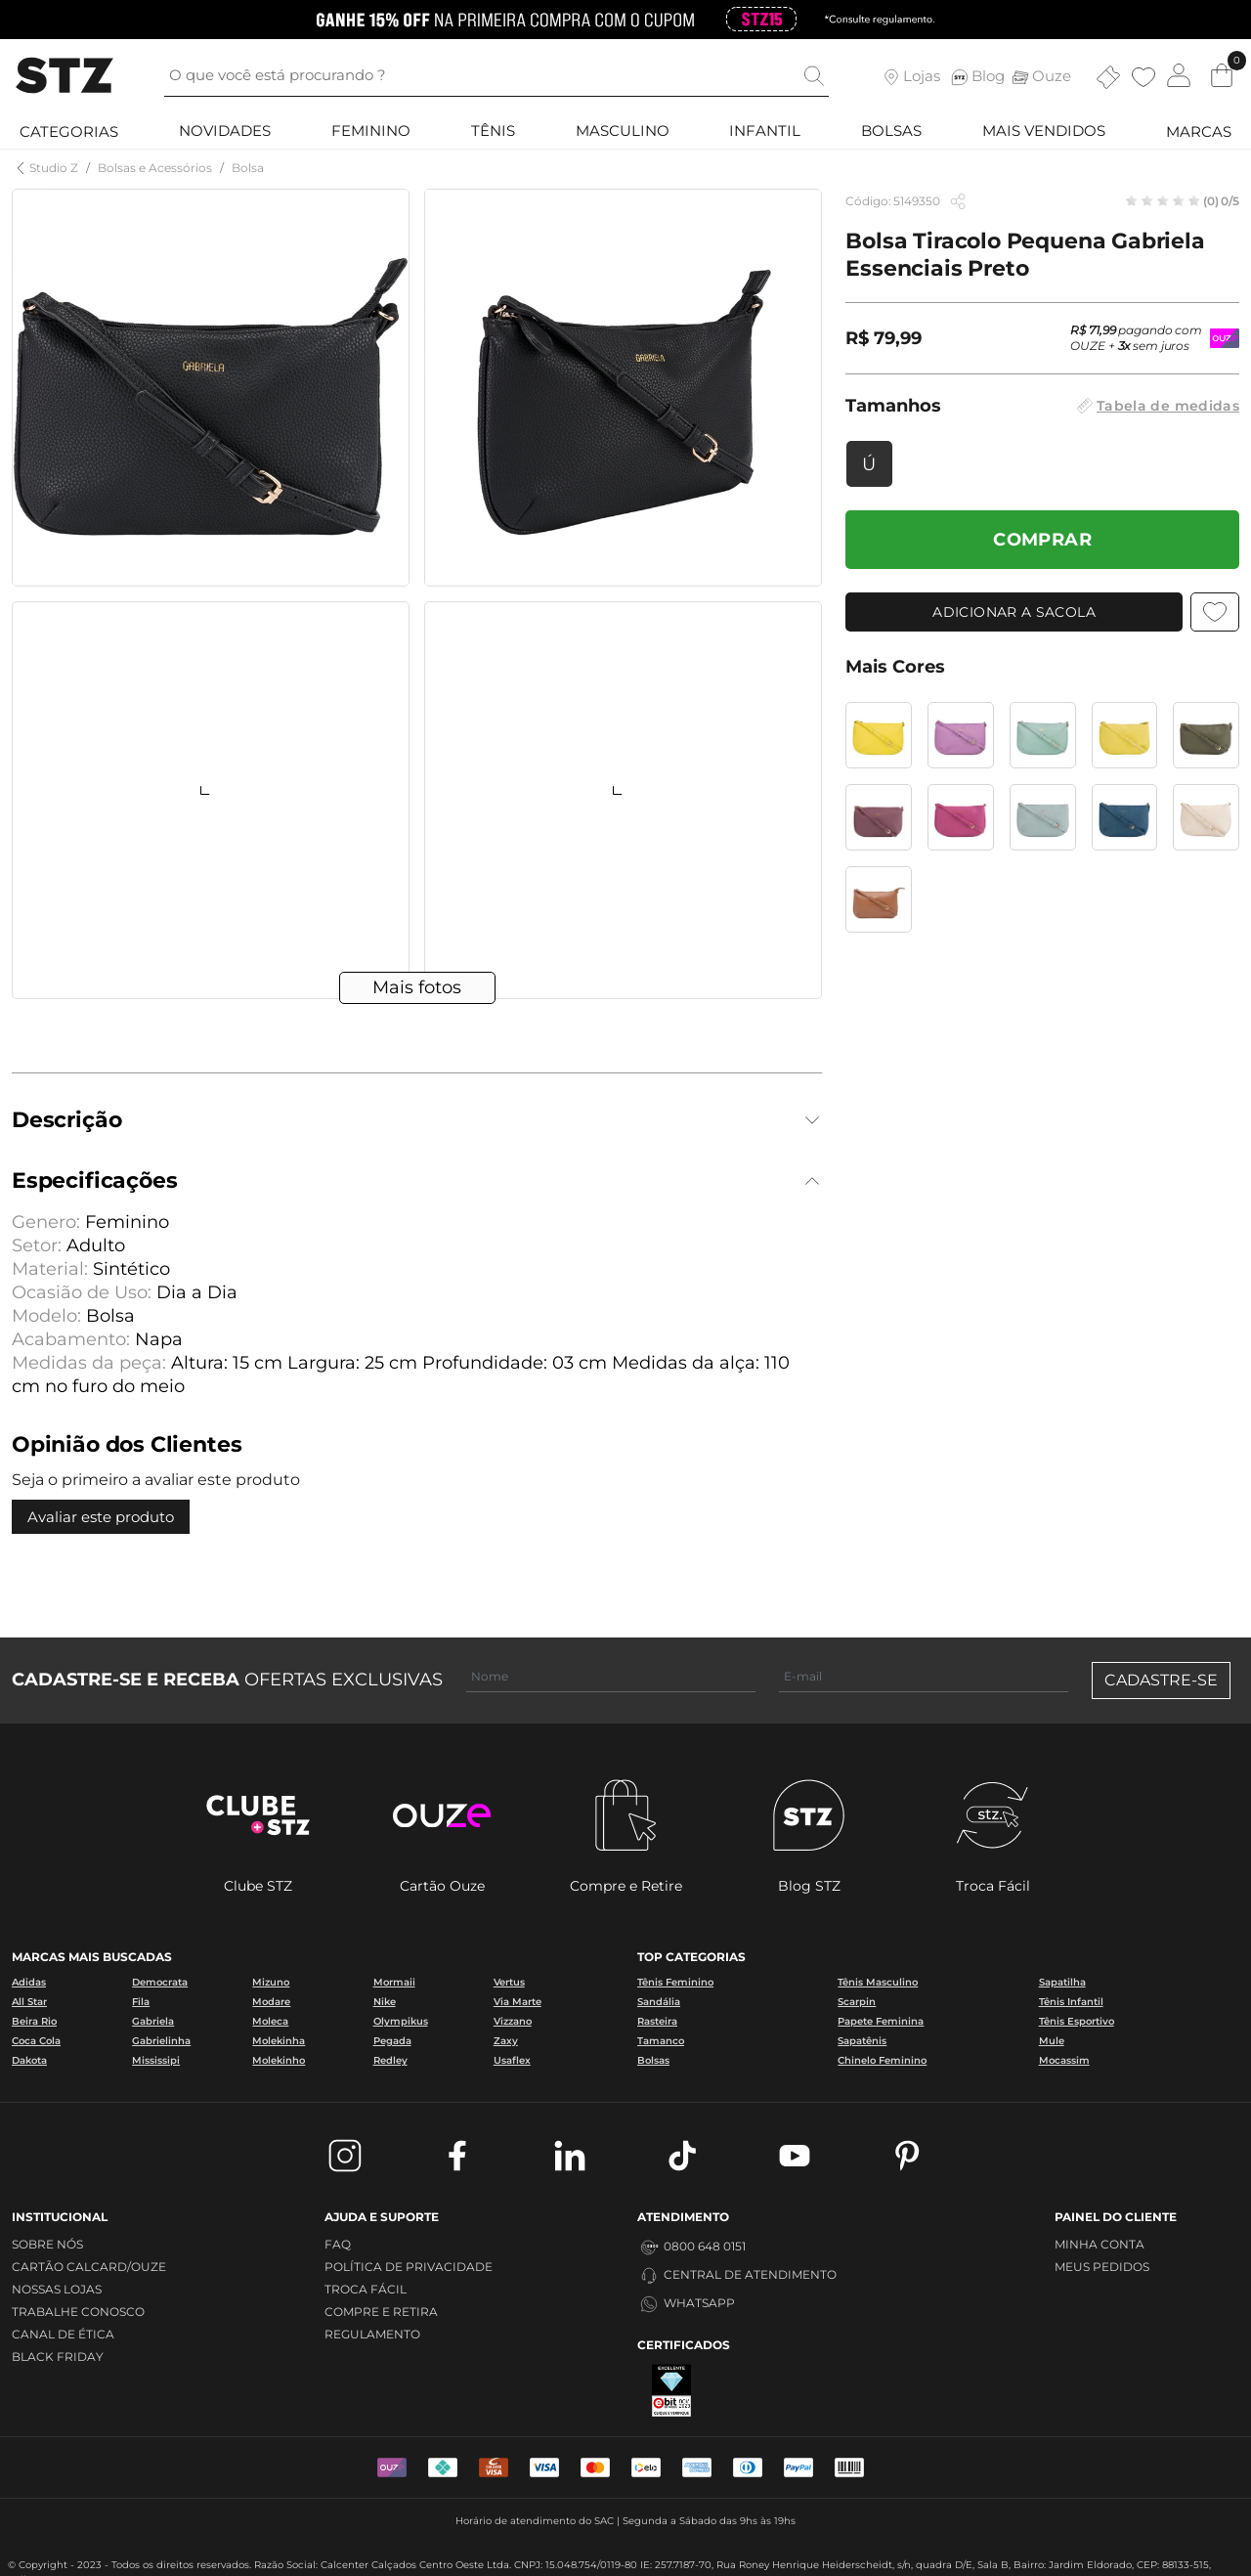 GANHE 15% OFF NA PRIMEIRA COMPRA COM O CUPOM STZ15 *Consulte regulamento.
STZ
O que você está procurando ?
Lojas Blog Ouze 0
CATEGORIAS NOVIDADES FEMININO TÊNIS MASCULINO INFANTIL BOLSAS MAIS VENDIDOS MARCAS
Studio Z / Bolsas e Acessórios / Bolsa
GABRIELA
GABRIELA
Mais fotos
Código: 5149350 (0) 0/5
Bolsa Tiracolo Pequena Gabriela
Essenciais Preto
R$ 79,99
R$ 71,99 pagando com
OUZE + 3x sem juros
Tamanhos Tabela de medidas
Ú
COMPRAR
ADICIONAR A SACOLA
Mais Cores
Descrição
Especificações
Genero: Feminino
Setor: Adulto
Material: Sintético
Ocasião de Uso: Dia a Dia
Modelo: Bolsa
Acabamento: Napa
Medidas da peça: Altura: 15 cm Largura: 25 cm Profundidade: 03 cm Medidas da alça: 110
cm no furo do meio
Opinião dos Clientes
Seja o primeiro a avaliar este produto
Avaliar este produto
CADASTRE-SE E RECEBA OFERTAS EXCLUSIVAS Nome E-mail CADASTRE-SE
CLUBE +STZ
ouze
STZ
stz.
Clube STZ Cartão Ouze Compre e Retire Blog STZ Troca Fácil
MARCAS MAIS BUSCADAS TOP CATEGORIAS
Adidas Democrata Mizuno Mormaii Vertus Tênis Feminino Tênis Masculino Sapatilha
All Star Fila Modare Nike Via Marte Sandália Scarpin Tênis Infantil
Beira Rio Gabriela Moleca Olympikus Vizzano Rasteira Papete Feminina Tênis Esportivo
Coca Cola Gabrielinha Molekinha Pegada Zaxy Tamanco Sapatênis Mule
Dakota Mississipi Molekinho Redley Usaflex Bolsas Chinelo Feminino Mocassim
INSTITUCIONAL
SOBRE NÓS
CARTÃO CALCARD/OUZE
NOSSAS LOJAS
TRABALHE CONOSCO
CANAL DE ÉTICA
BLACK FRIDAY
AJUDA E SUPORTE
FAQ
POLÍTICA DE PRIVACIDADE
TROCA FÁCIL
COMPRE E RETIRA
REGULAMENTO
ATENDIMENTO
0800 648 0151
CENTRAL DE ATENDIMENTO
WHATSAPP
CERTIFICADOS
EXCELENTE
ebit
PAINEL DO CLIENTE
MINHA CONTA
MEUS PEDIDOS
VISA VISA elo PayPal
Horário de atendimento do SAC | Segunda a Sábado das 9hs às 19hs
© Copyright - 2023 - Todos os direitos reservados. Razão Social: Calcenter Calçados Centro Oeste Ltda. CNPJ: 15.048.754/0119-80 IE: 257.7187-70, Rua Roney Henrique Heiderscheidt, s/n, quadra D/E, Sala B, Bairro: Jardim Eldorado, CEP: 88133-515,